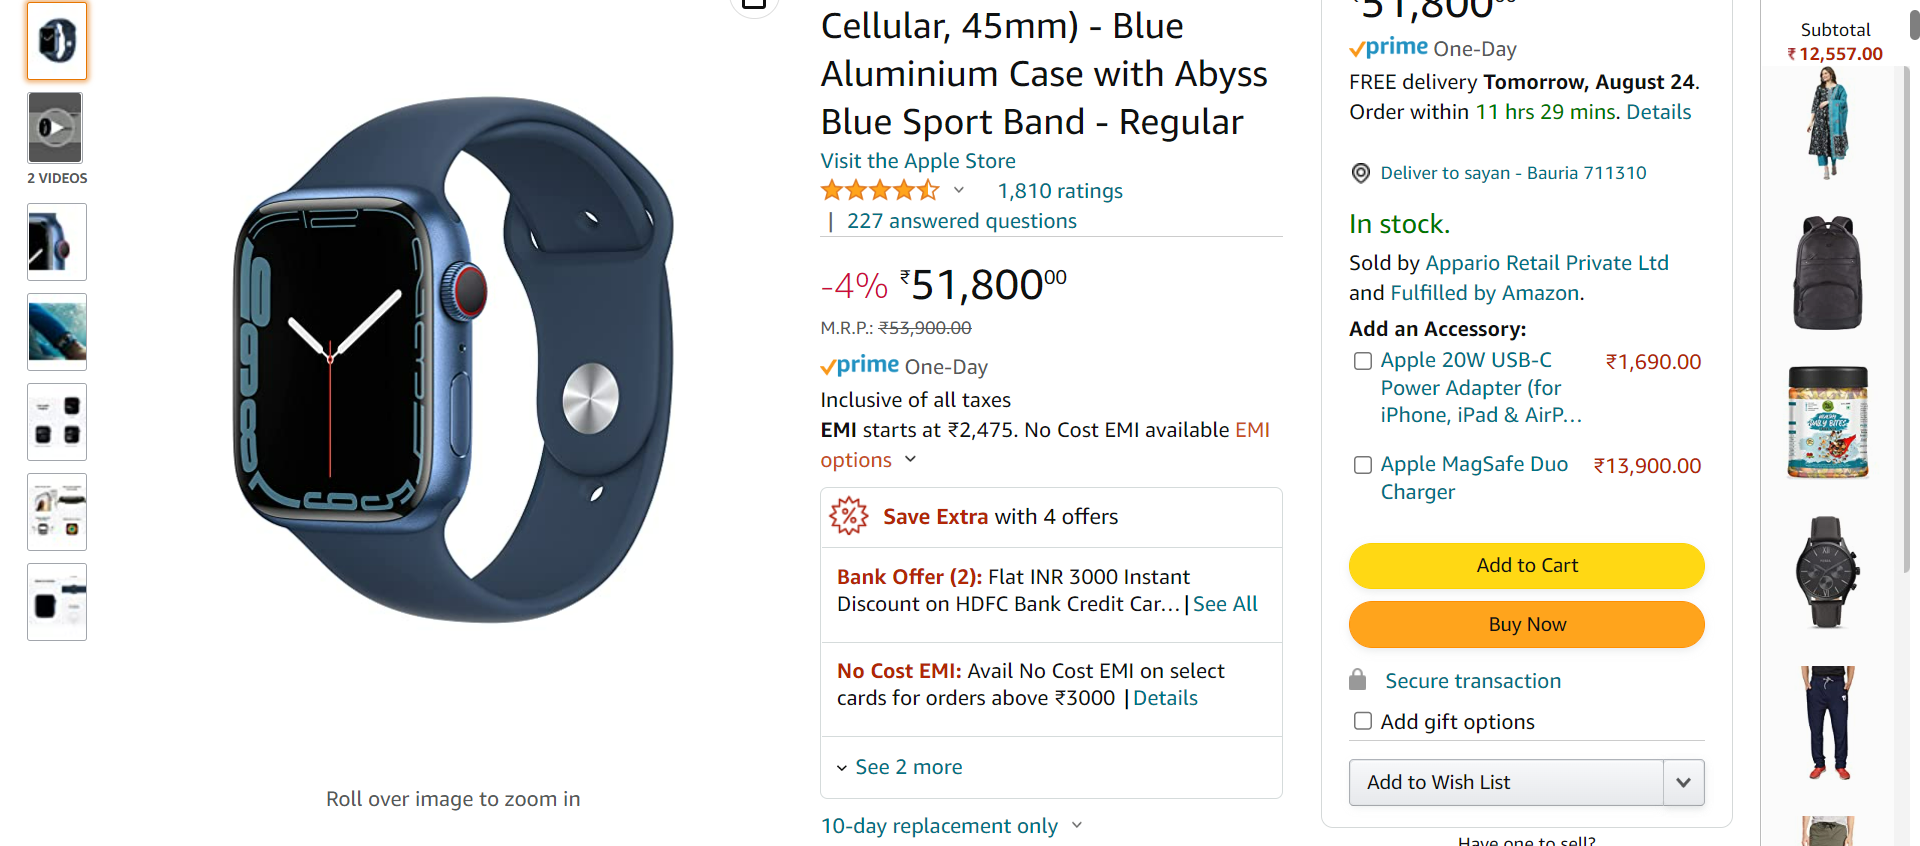 2 VIDEOS
Roll over image to zoom in
Cellular, 45mm) - Blue
Aluminium Case with Abyss
Blue Sport Band - Regular
Visit the Apple Store
1,810 ratings
| 227 answered questions
-4% ₹51,80000
M.R.P.: ₹53,900.00
prime One-Day
Inclusive of all taxes
EMI starts at ₹2,475. No Cost EMI available EMI
options
Save Extra with 4 offers
Bank Offer (2): Flat INR 3000 Instant
Discount on HDFC Bank Credit Car... | See All
No Cost EMI: Avail No Cost EMI on select
cards for orders above ₹3000 | Details
See 2 more
10-day replacement only
₹51,80000
prime One-Day
FREE delivery Tomorrow, August 24.
Order within 11 hrs 29 mins. Details
Deliver to sayan - Bauria 711310
In stock.
Sold by Appario Retail Private Ltd
and Fulfilled by Amazon.
Add an Accessory:
Apple 20W USB-C ₹1,690.00
Power Adapter (for
iPhone, iPad & AirP...
Apple MagSafe Duo ₹13,900.00
Charger
Add to Cart
Buy Now
Secure transaction
Add gift options
Add to Wish List
Have one to sell?
Subtotal
₹12,557.00
DAILY BITES